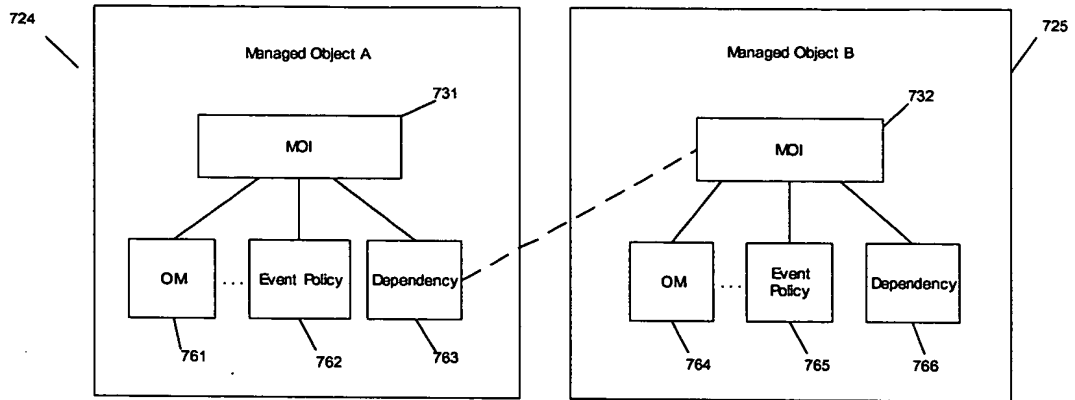 724
Managed Object A
731
MOI
OM
...
Event Policy
Dependency
761
762
763
725
Managed Object B
732
MOI
OM
...
Event
Policy
Dependency
764
765
766